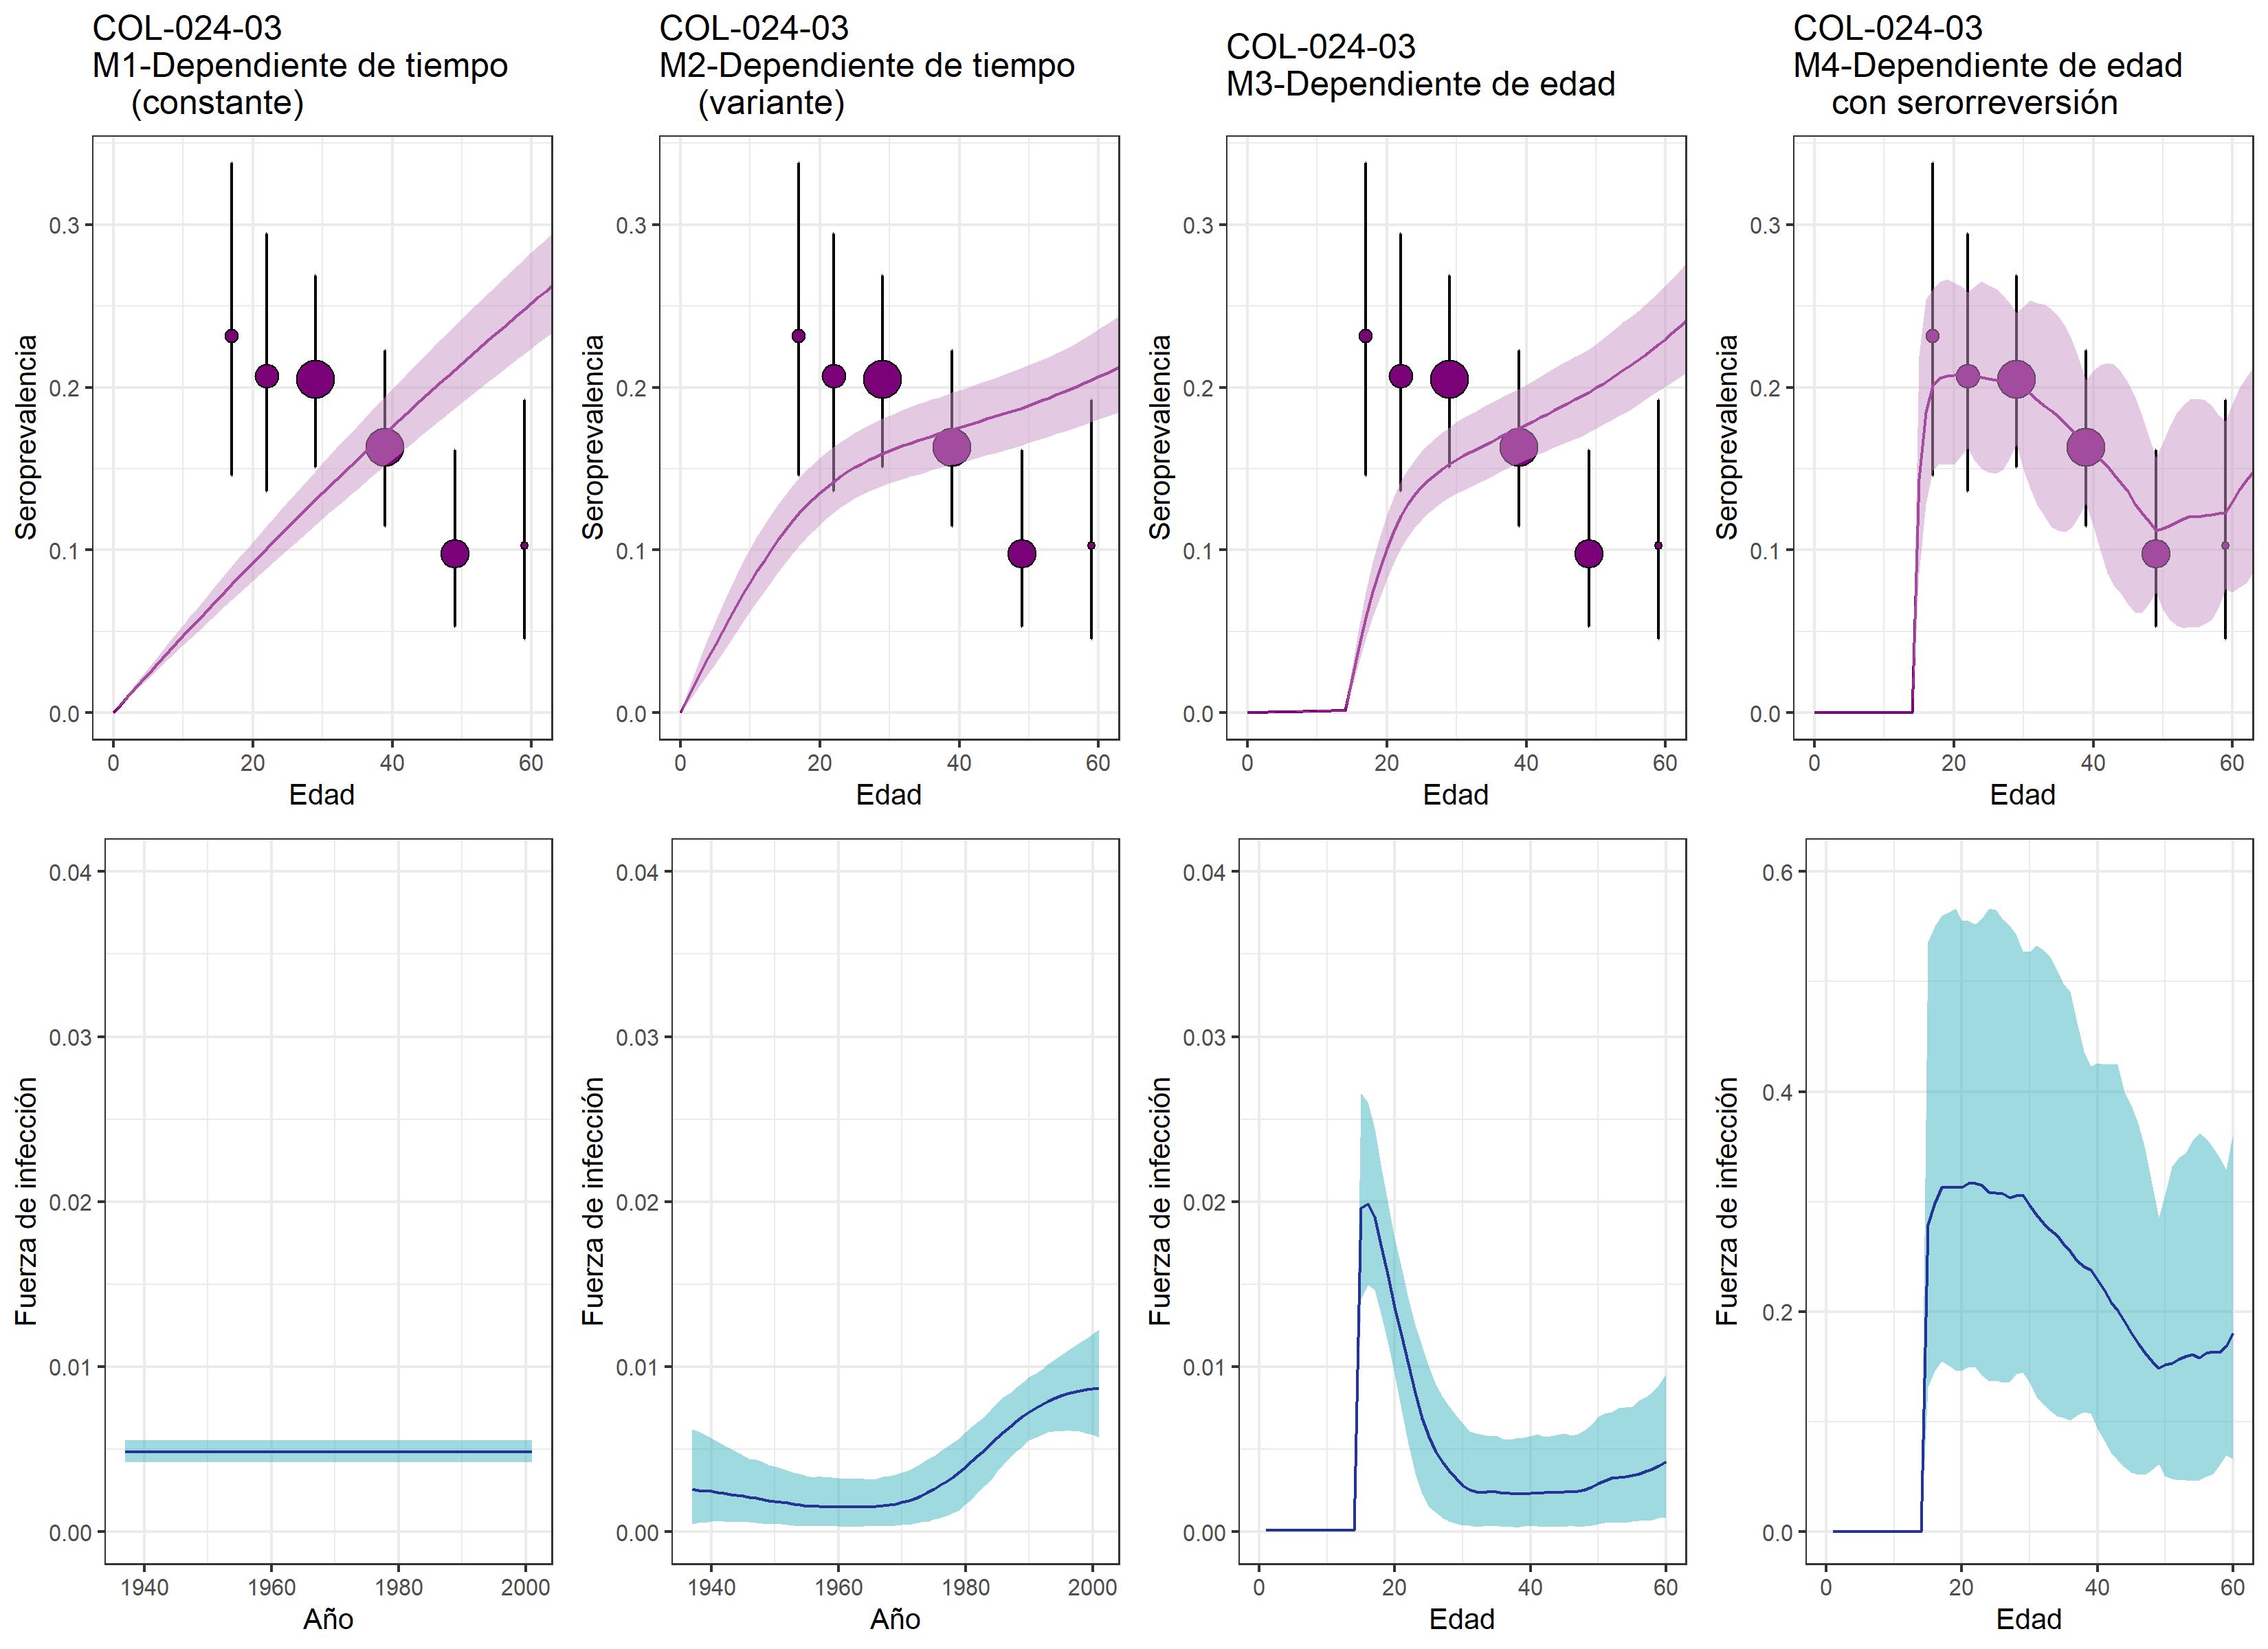 COL-024-03
M1-Dependiente de tiempo
(constante)
COL-024-03
M2-Dependiente de tiempo
(variante)
COL-024-03
M3-Dependiente de edad
COL-024-03
M4-Dependiente de edad
con serorreversión
Seroprevalencia
0.3
0.2
0.1
0.0
0 20 40 60
Edad
Seroprevalencia
0.3
0.2
0.1
0.0
0 20 40 60
Edad
Seroprevalencia
0.3
0.2
0.1
0.0
0 20 40 60
Edad
Seroprevalencia
0.3
0.2
0.1
0.0
0 20 40 60
Edad
Fuerza de infección
0.04
0.03
0.02
0.01
0.00
1940 1960 1980 2000
Año
Fuerza de infección
0.04
0.03
0.02
0.01
0.00
1940 1960 1980 2000
Año
Fuerza de infección
0.04
0.03
0.02
0.01
0.00
0 20 40 60
Edad
Fuerza de infección
0.6
0.4
0.2
0.0
0 20 40 60
Edad